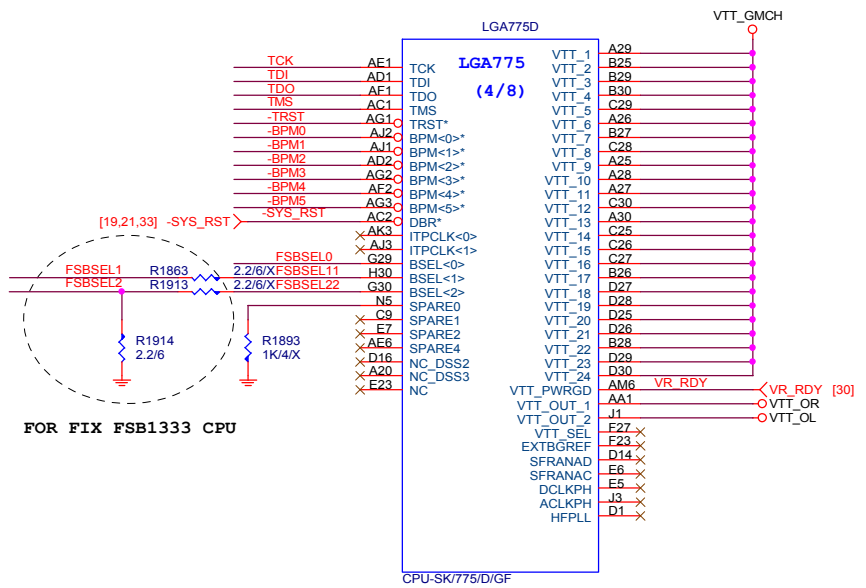 VTT_GMCH
LGA775D
LGA775
(4/8)
TCK AE1 TCK
TDI AD1 TDI
TDO AF1 TDO
TMS AC1 TMS
-TRST AG1 TRST*
-BPM0 AJ2 BPM<0>*
-BPM1 AJ1 BPM<1>*
-BPM2 AD2 BPM<2>*
-BPM3 AG2 BPM<3>*
-BPM4 AF2 BPM<4>*
-BPM5 AG3 BPM<5>*
[19,21,33] -SYS_RST -SYS_RST AC2 DBR*
AK3 ITPCLK<0>
AJ3 ITPCLK<1>
FSBSEL0 G29 BSEL<0>
FSBSEL1 R1863 2.2/6/X FSBSEL11 H30 BSEL<1>
FSBSEL2 R1913 2.2/6/X FSBSEL22 G30 BSEL<2>
N5 SPARE0
C9 SPARE1
E7 SPARE2
AE6 SPARE4
D16 NC_DSS2
A20 NC_DSS3
E23 NC
R1914
2.2/6
R1893
1K/4/X
FOR FIX FSB1333 CPU
VTT_1 A29
VTT_2 B25
VTT_3 B29
VTT_4 B30
VTT_5 C29
VTT_6 A26
VTT_7 B27
VTT_8 C28
VTT_9 A25
VTT_10 A28
VTT_11 A27
VTT_12 C30
VTT_13 A30
VTT_14 C25
VTT_15 C26
VTT_16 C27
VTT_17 B26
VTT_18 D27
VTT_19 D28
VTT_20 D25
VTT_21 D26
VTT_22 B28
VTT_23 D29
VTT_24 D30
VTT_PWRGD AM6 VR_RDY VR_RDY [30]
VTT_OUT_1 AA1 VTT_OR
VTT_OUT_2 J1 VTT_OL
VTT_SEL F27
EXTBGREF F23
SFRANAD D14
SFRANAC E6
DCLKPH E5
ACLKPH J3
HFPLL D1
CPU-SK/775/D/GF